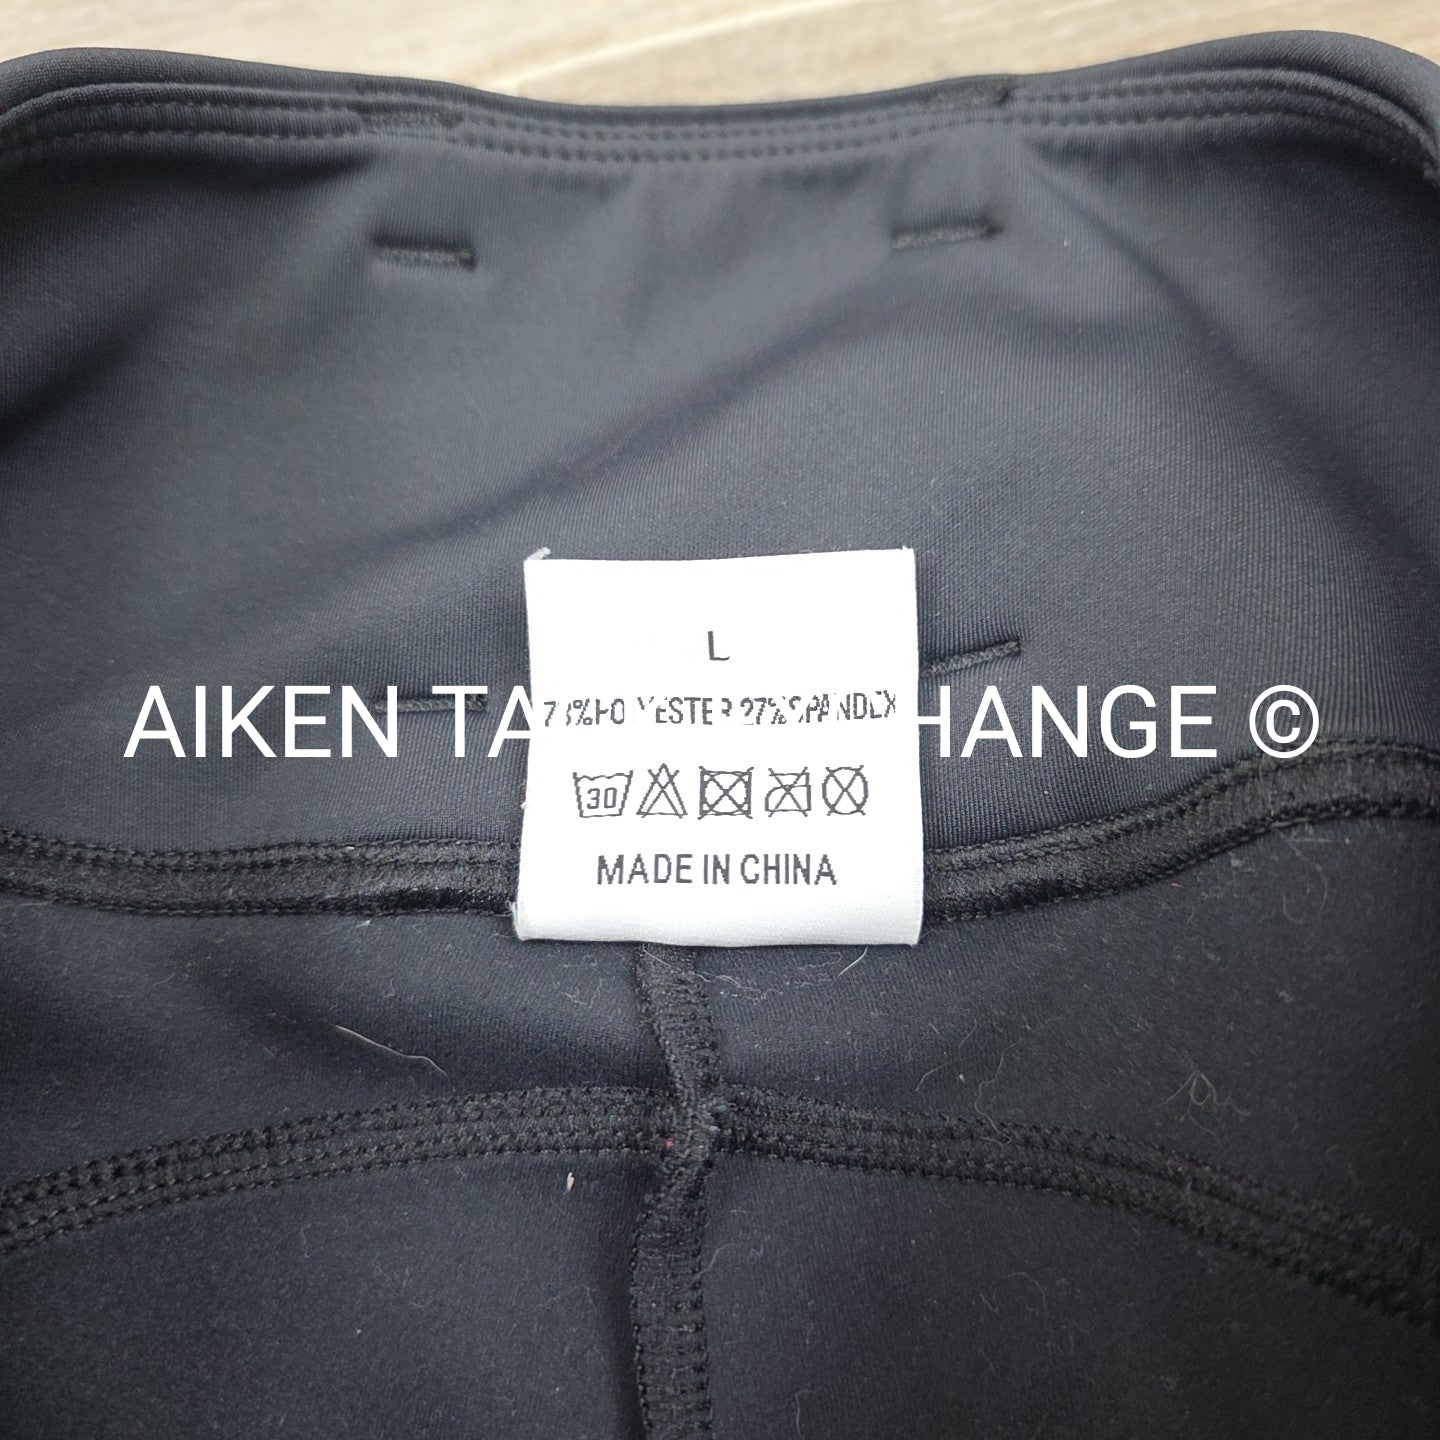 L
73%POLYESTER 27%SPANDEX
30
MADE IN CHINA
AIKEN TA HANGE ©